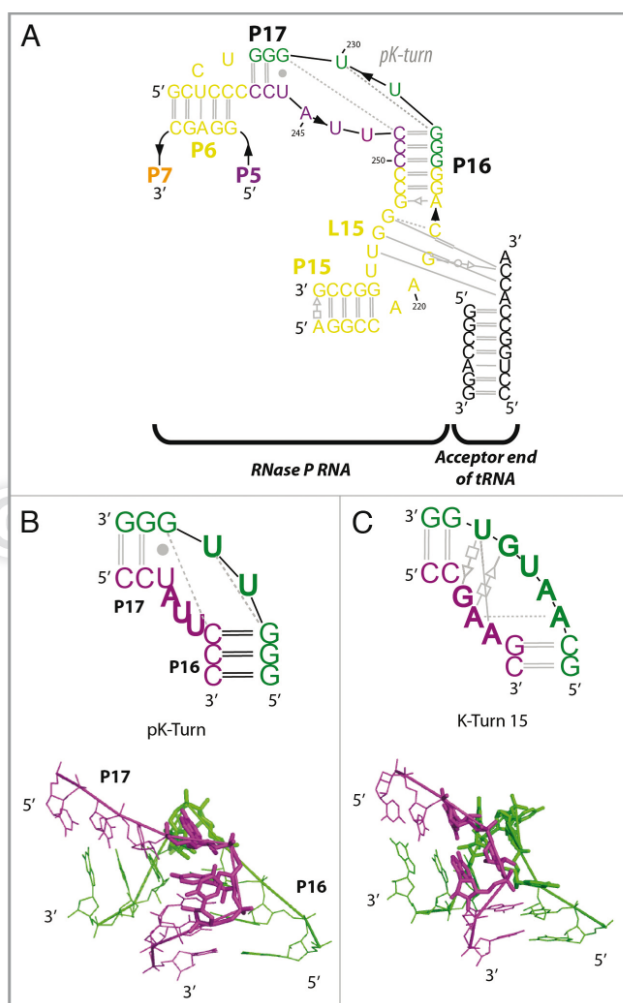 A
P17
230
pK-turn
GGG
U
U
C
U
5′ GCUCCCCCU
A
245
U
U
CGAGG
P6
P7
3′
P5
5′
C
C
C
C
C
250
G
G
G
G
G
A
P16
G
L15
C
G
G
U
U
A
A
220
P15
3′ GCCGG
5′ AGGCC
3′
A
C
C
A
C
C
G
G
U
C
C
5′
5′
G
G
C
C
A
G
G
3′
RNase P RNA
Acceptor end
of tRNA
B
3′ GGG
U
U
5′ CCU
A
U
U
P17
P16
C
C
C
3′
G
G
G
5′
pK-Turn
P17
5′
P16
3′
3′
5′
C
3′ GG
U
G
U
A
A
5′ CC
G
A
A
G
C
3′
C
G
5′
K-Turn 15
5′
3′
3′
5′